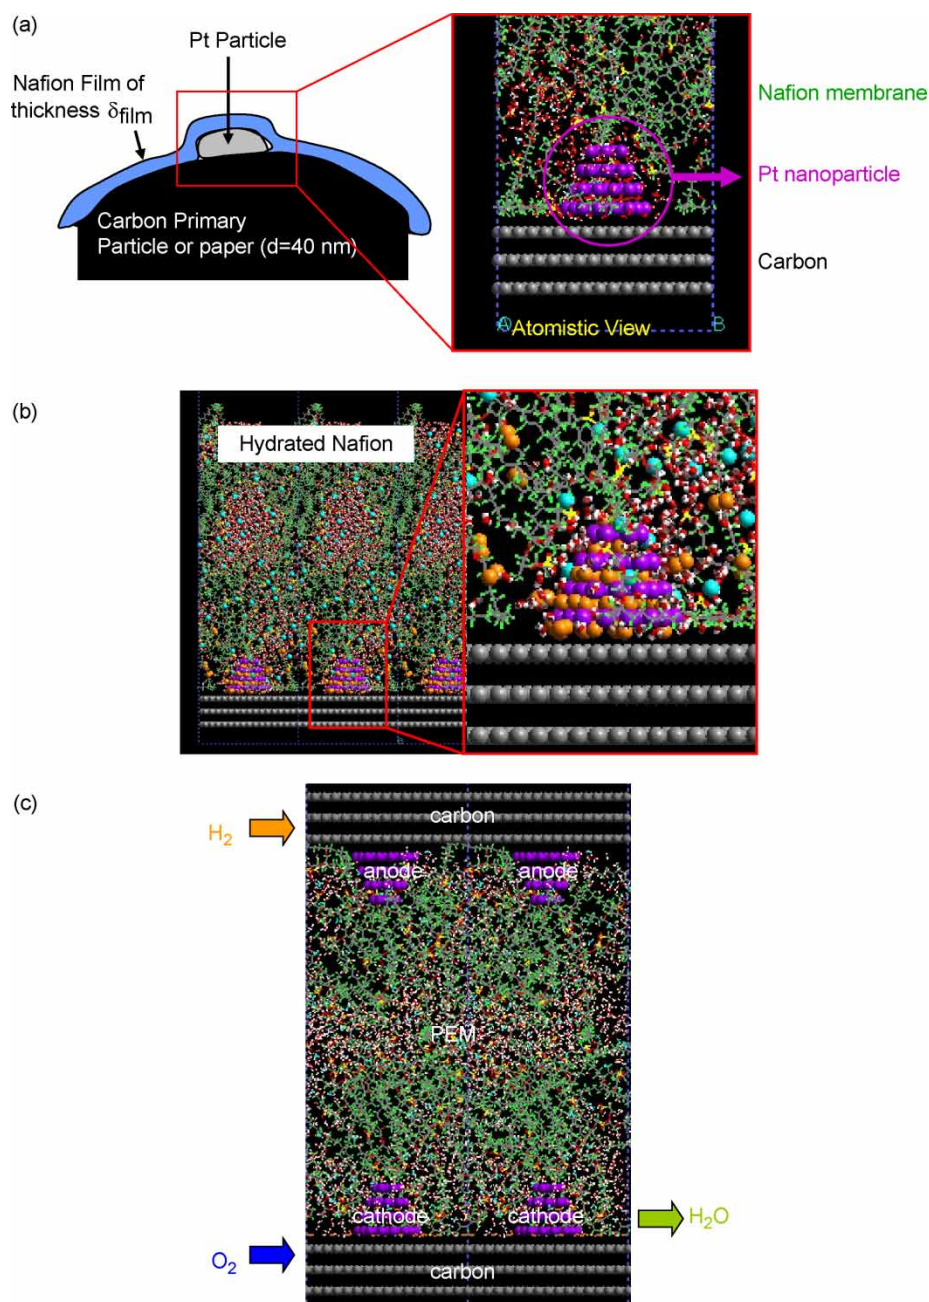 (a)
Pt Particle
Nafion Film of
thickness δfilm
Carbon Primary
Particle or paper (d=40 nm)
Nafion membrane
Pt nanoparticle
Carbon
A
Atomistic View
B
(b)
Hydrated Nafion
(c)
carbon
H2
anode
anode
PEM
cathode
cathode
H2O
O2
carbon